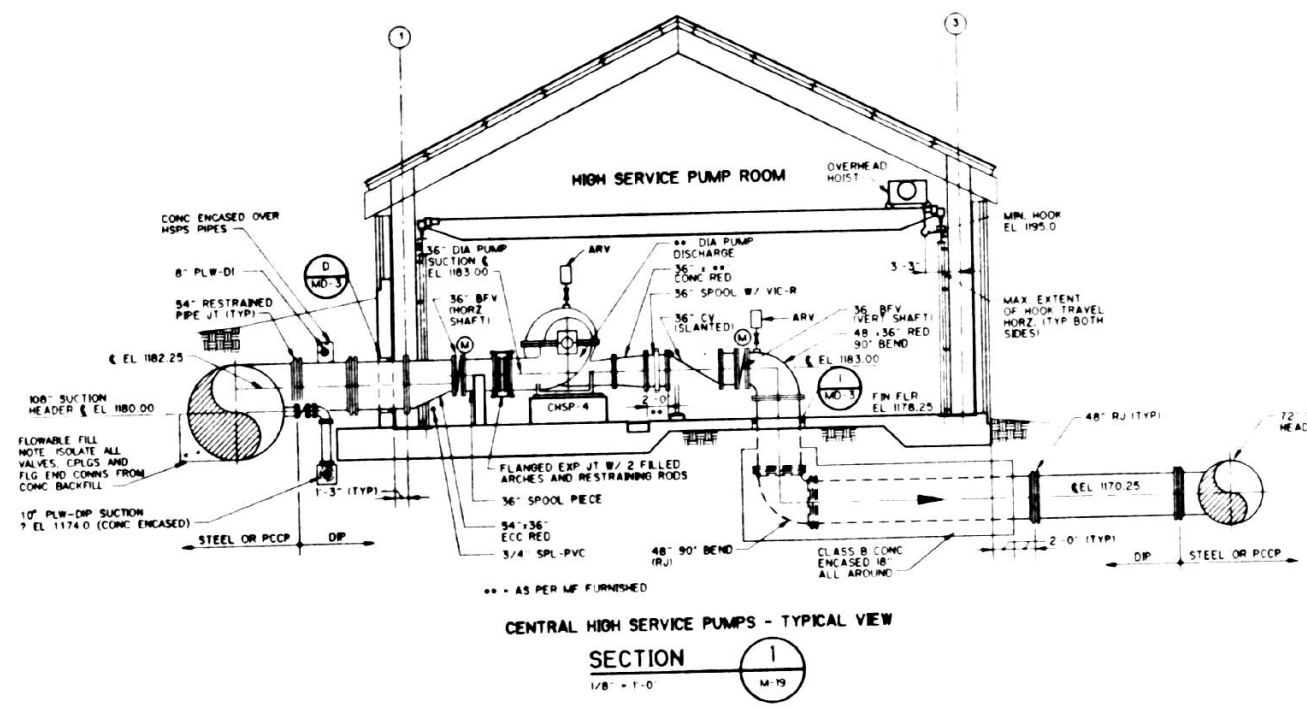 1
3
HIGH SERVICE PUMP ROOM
OVERHEAD
HOIST
CONC ENCASED OVER
HSPS PIPES
8" PLW-DI
54" RESTRAINED
PIPE JT (TYP)
D
MD-3
36" DIA PUMP
SUCTION ℄
EL 1183.00
36" BFV
(HORZ
SHAFT)
M
ARV
•• DIA PUMP
DISCHARGE
36" x ••
CONC RED
36" SPOOL W/ VIC-R
36" CV
(SLANTED)
M
ARV
36" BFV
(VERT SHAFT)
48"x36" RED
90° BEND
℄ EL 1183.00
MIN. HOOK
EL 1195.0
3'-3"
MAX. EXTENT
OF HOOK TRAVEL
HORZ. (TYP BOTH
SIDES)
℄ EL 1182.25
108" SUCTION
HEADER ℄ EL 1180.00
CHSP-4
2'-0"
••
MD-3
FIN FLR
EL 1178.25
48" RJ (TYP)
72"
HEAD
FLOWABLE FILL
NOTE ISOLATE ALL
VALVES, CPLGS AND
FLG END CONNS FROM
CONC BACKFILL
10" PLW-DIP SUCTION
? EL 1174.0 (CONC ENCASED)
1'-3" (TYP)
FLANGED EXP JT W/ 2 FILLED
ARCHES AND RESTRAINING RODS
36" SPOOL PIECE
54"x36"
ECC RED
3/4" SPL-PVC
℄ EL 1170.25
48" 90° BEND
(RJ)
CLASS B CONC
ENCASED 18"
ALL AROUND
2'-0" (TYP)
STEEL OR PCCP
DIP
DIP
STEEL OR PCCP
•• - AS PER MF FURNISHED
CENTRAL HIGH SERVICE PUMPS - TYPICAL VIEW
SECTION
1
M-19
1/8" = 1'-0"